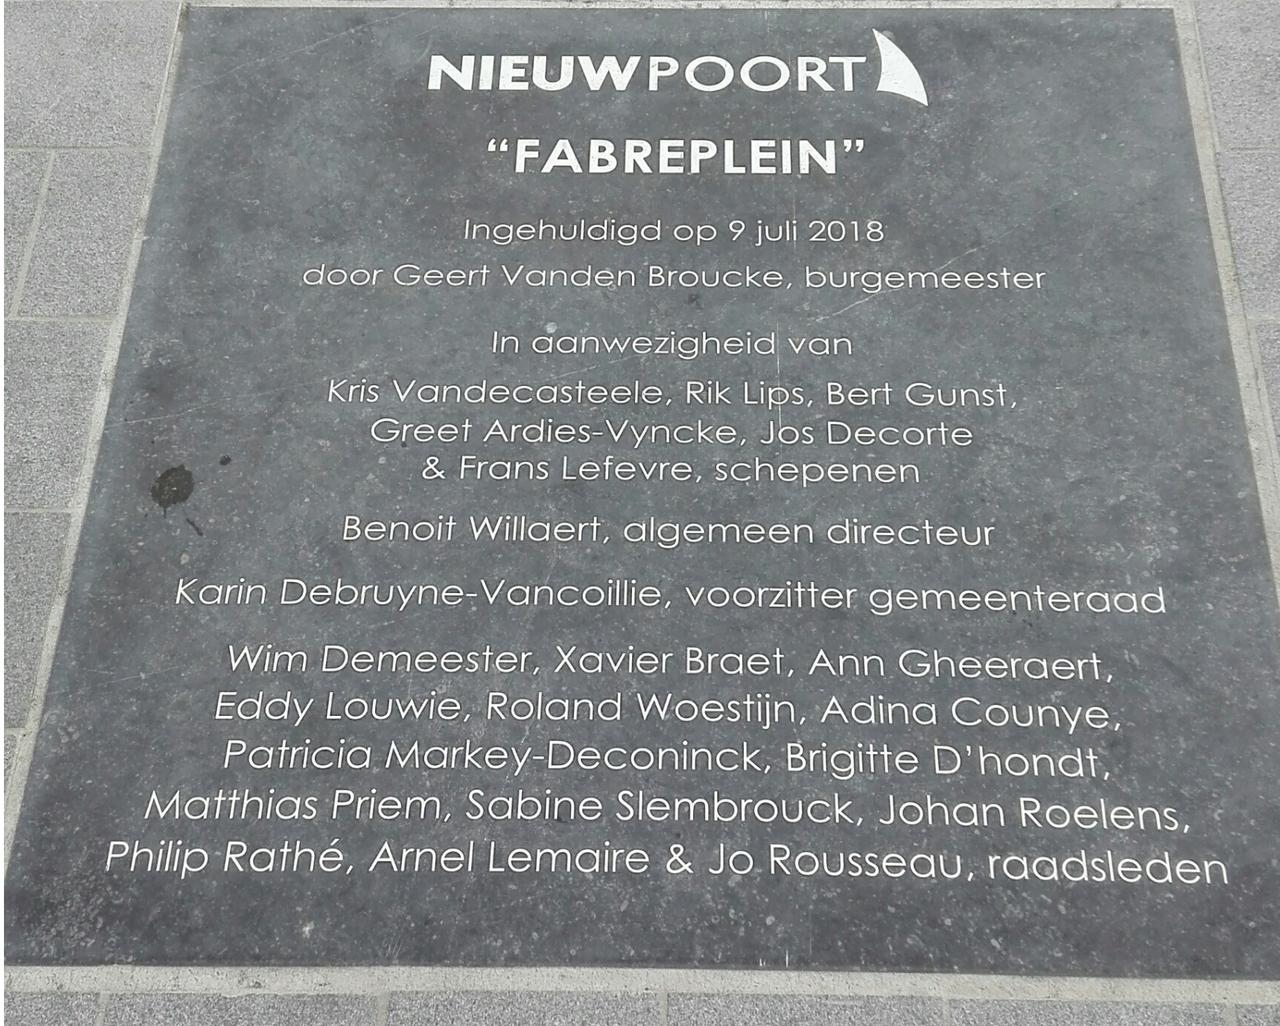 NIEUWPOORT
“FABREPLEIN”
Ingehuldigd op 9 juli 2018
door Geert Vanden Broucke, burgemeester
In aanwezigheid van
Kris Vandecasteele, Rik Lips, Bert Gunst,
Greet Ardies-Vyncke, Jos Decorte
& Frans Lefevre, schepenen
Benoit Willaert, algemeen directeur
Karin Debruyne-Vancoillie, voorzitter gemeenteraad
Wim Demeester, Xavier Braet, Ann Gheeraert,
Eddy Louwie, Roland Woestijn, Adina Counye,
Patricia Markey-Deconinck, Brigitte D’hondt,
Matthias Priem, Sabine Slembrouck, Johan Roelens,
Philip Rathé, Arnel Lemaire & Jo Rousseau, raadsleden